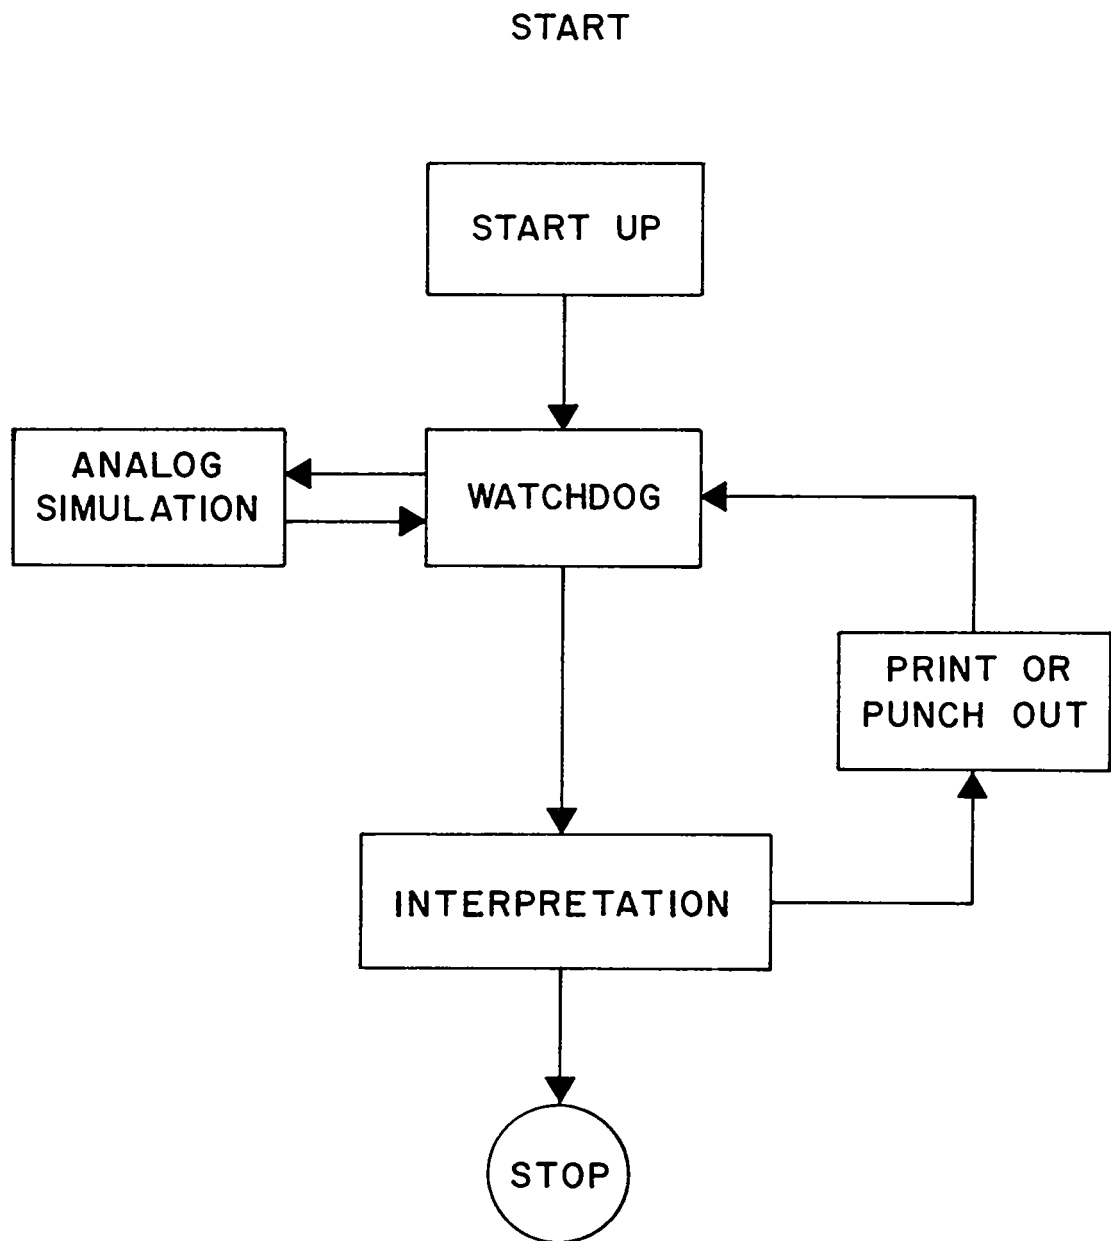 START
START UP
ANALOG
SIMULATION
WATCHDOG
PRINT OR
PUNCH OUT
INTERPRETATION
STOP